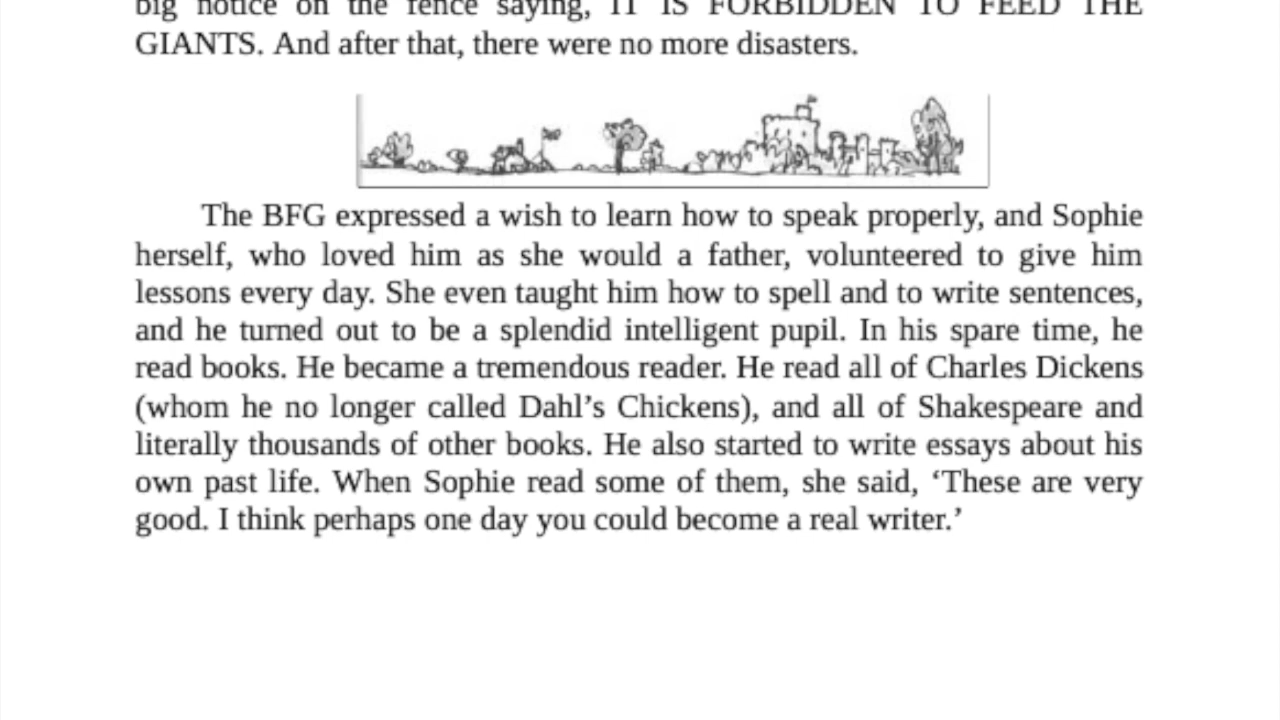 big notice on the fence saying, IT IS FORBIDDEN TO FEED THE
GIANTS. And after that, there were no more disasters.
The BFG expressed a wish to learn how to speak properly, and Sophie
herself, who loved him as she would a father, volunteered to give him
lessons every day. She even taught him how to spell and to write sentences,
and he turned out to be a splendid intelligent pupil. In his spare time, he
read books. He became a tremendous reader. He read all of Charles Dickens
(whom he no longer called Dahl’s Chickens), and all of Shakespeare and
literally thousands of other books. He also started to write essays about his
own past life. When Sophie read some of them, she said, ‘These are very
good. I think perhaps one day you could become a real writer.’